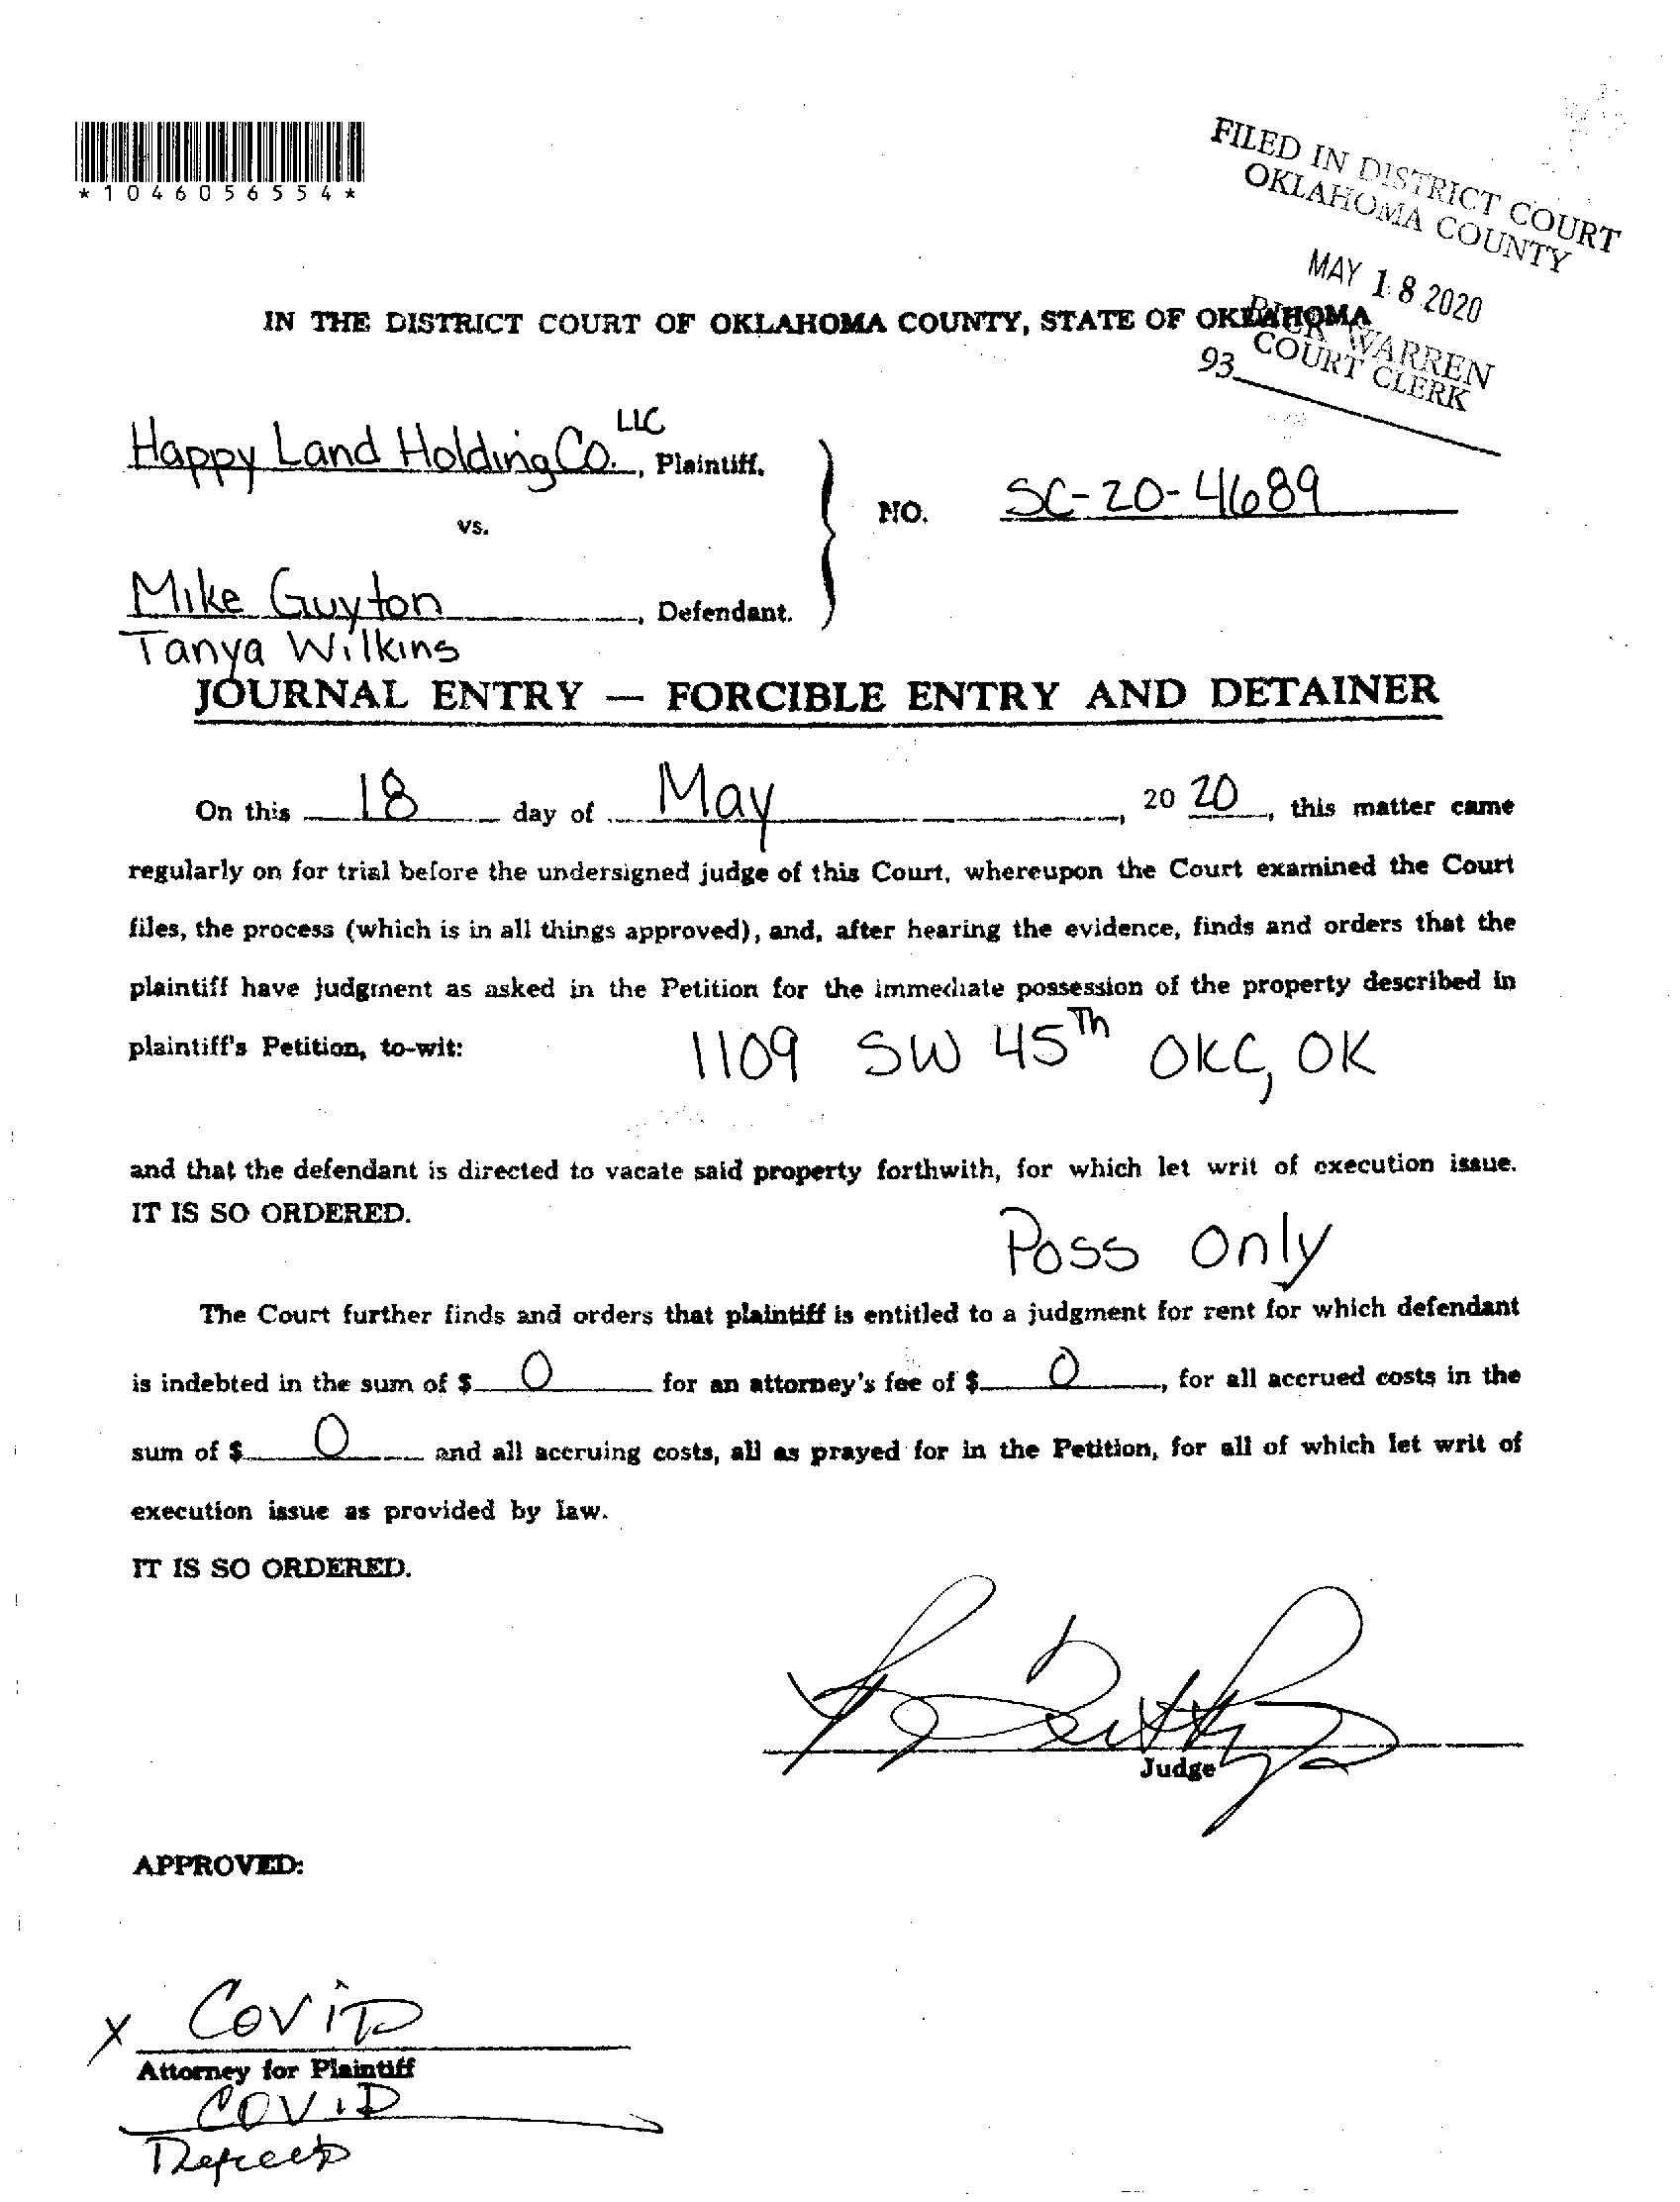 *1046056554*
FILED IN DISTRICT COURT
OKLAHOMA COUNTY
MAY 18 2020
WARREN
COURT CLERK
93
IN THE DISTRICT COURT OF OKLAHOMA COUNTY, STATE OF OKLAHOMA
Happy Land Holding Co. LLC, Plaintiff,
vs.
NO. SC-20-4689
Mike Guyton, Defendant.
Tanya Wilkins
JOURNAL ENTRY — FORCIBLE ENTRY AND DETAINER
On this 18 day of May, 20 20, this matter came
regularly on for trial before the undersigned judge of this Court, whereupon the Court examined the Court
files, the process (which is in all things approved), and, after hearing the evidence, finds and orders that the
plaintiff have judgment as asked in the Petition for the immediate possession of the property described in
plaintiff's Petition, to-wit: 1109 SW 45Th OKC, OK
and that the defendant is directed to vacate said property forthwith, for which let writ of execution issue.
IT IS SO ORDERED.
Poss Only
The Court further finds and orders that plaintiff is entitled to a judgment for rent for which defendant
is indebted in the sum of $ 0 for an attorney's fee of $ 0, for all accrued costs in the
sum of $ 0 and all accruing costs, all as prayed for in the Petition, for all of which let writ of
execution issue as provided by law.
IT IS SO ORDERED.
Judge
APPROVED:
X COViD
Attorney for Plaintiff
COViD